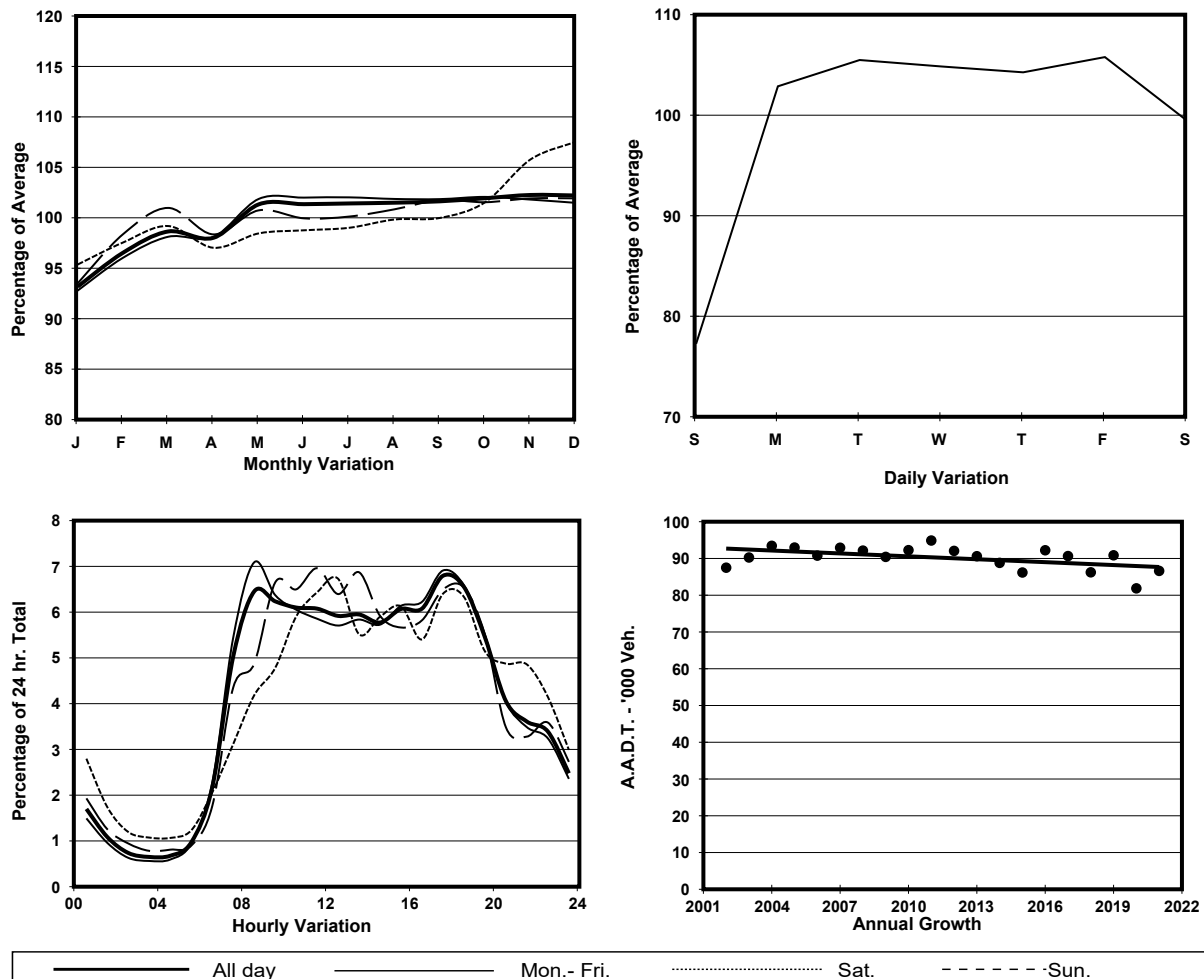 120
115
110
105
100
95
90
85
80
Percentage of Average
J F M A M J J A S O N D
Monthly Variation
110
100
90
80
70
Percentage of Average
S M T W T F S
Daily Variation
8
7
6
5
4
3
2
1
0
Percentage of 24 hr. Total
00 04 08 12 16 20 24
Hourly Variation
100
90
80
70
60
50
40
30
20
10
0
A.A.D.T. - '000 Veh.
2001 2004 2007 2010 2013 2016 2019 2022
Annual Growth
All day Mon.- Fri. Sat. Sun.